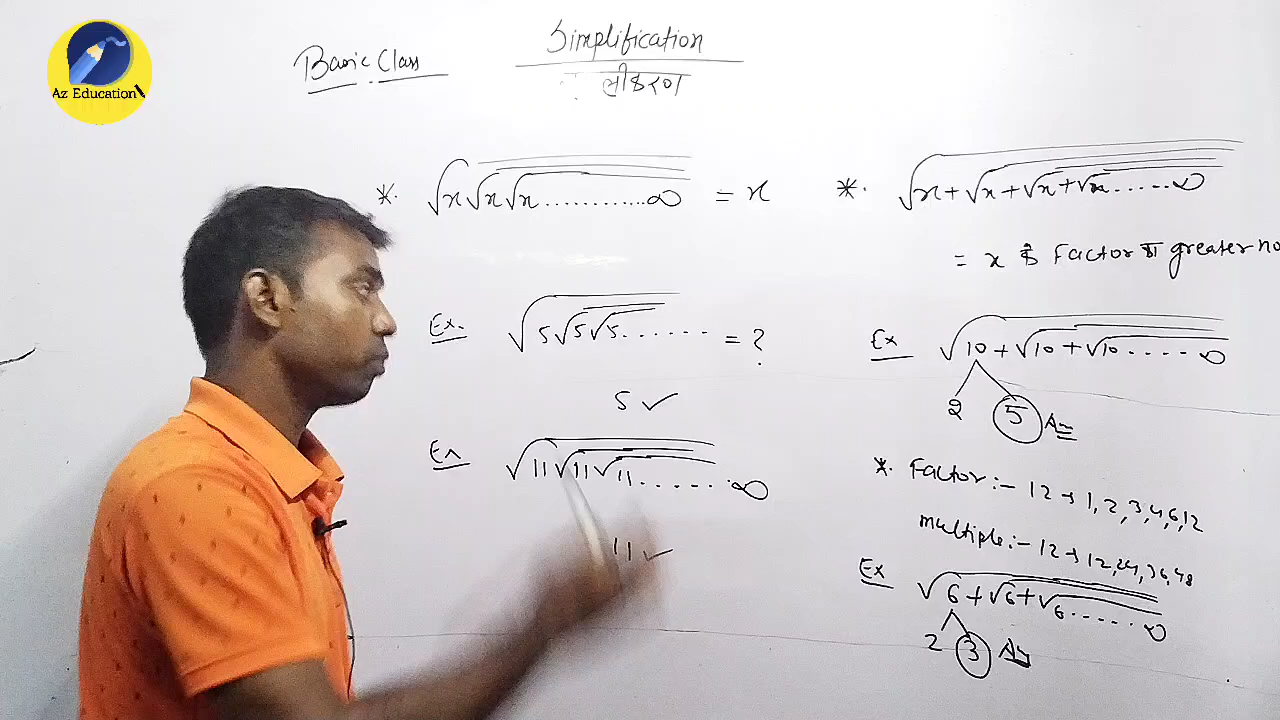 Az Education
Basic Class
Simplification
लीकरण
*. √x√x√x............∞ = x
Ex. √5√5√5....... = ?
5 ✓
Ex √11√11√11.......∞
11 ✓
*. √x+√x+√x+√x......∞
= x के Factor का greater no
Ex √10+√10+√10.....∞
2 5 Ans
*. Factor:- 12 → 1, 2, 3, 4, 6, 12
multiple:- 12 → 12, 24, 36, 48
Ex √6+√6+√6......∞
2 3 Ans